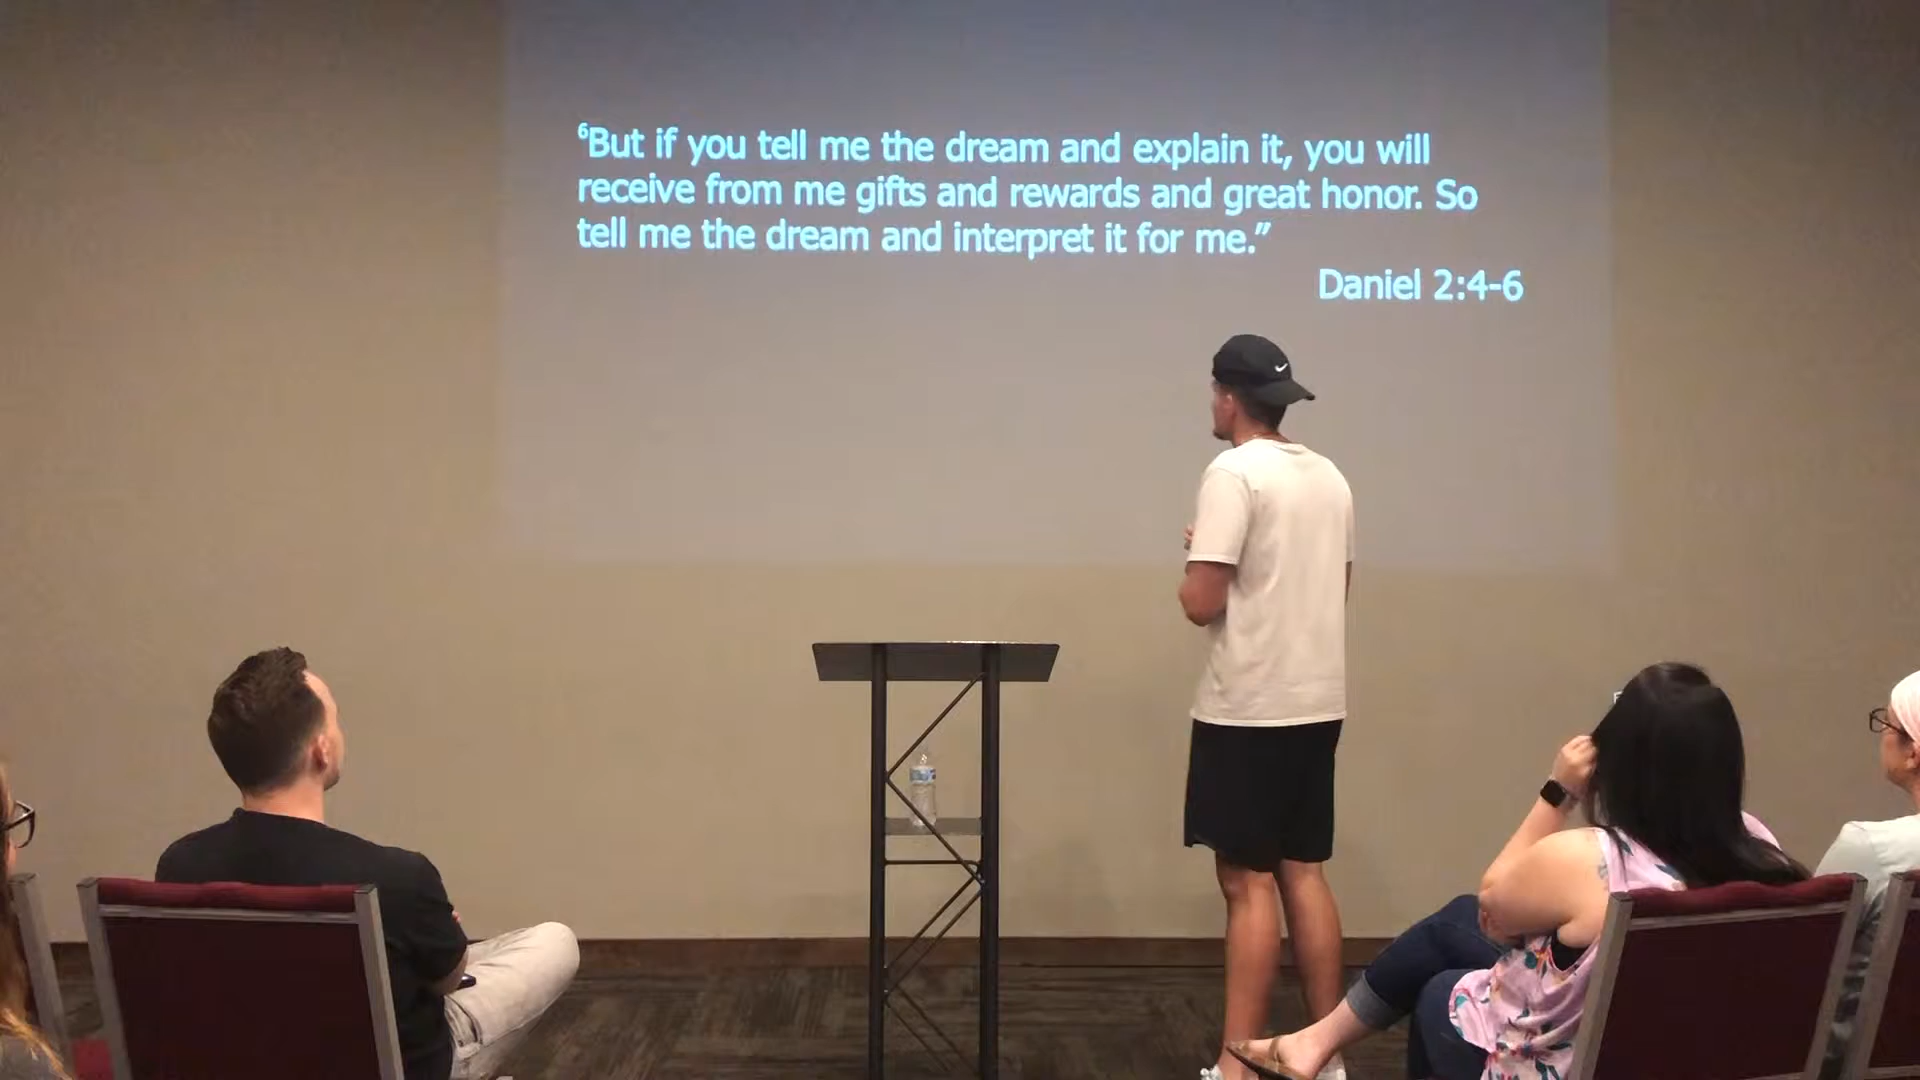 ⁶But if you tell me the dream and explain it, you will
receive from me gifts and rewards and great honor. So
tell me the dream and interpret it for me.”
Daniel 2:4-6